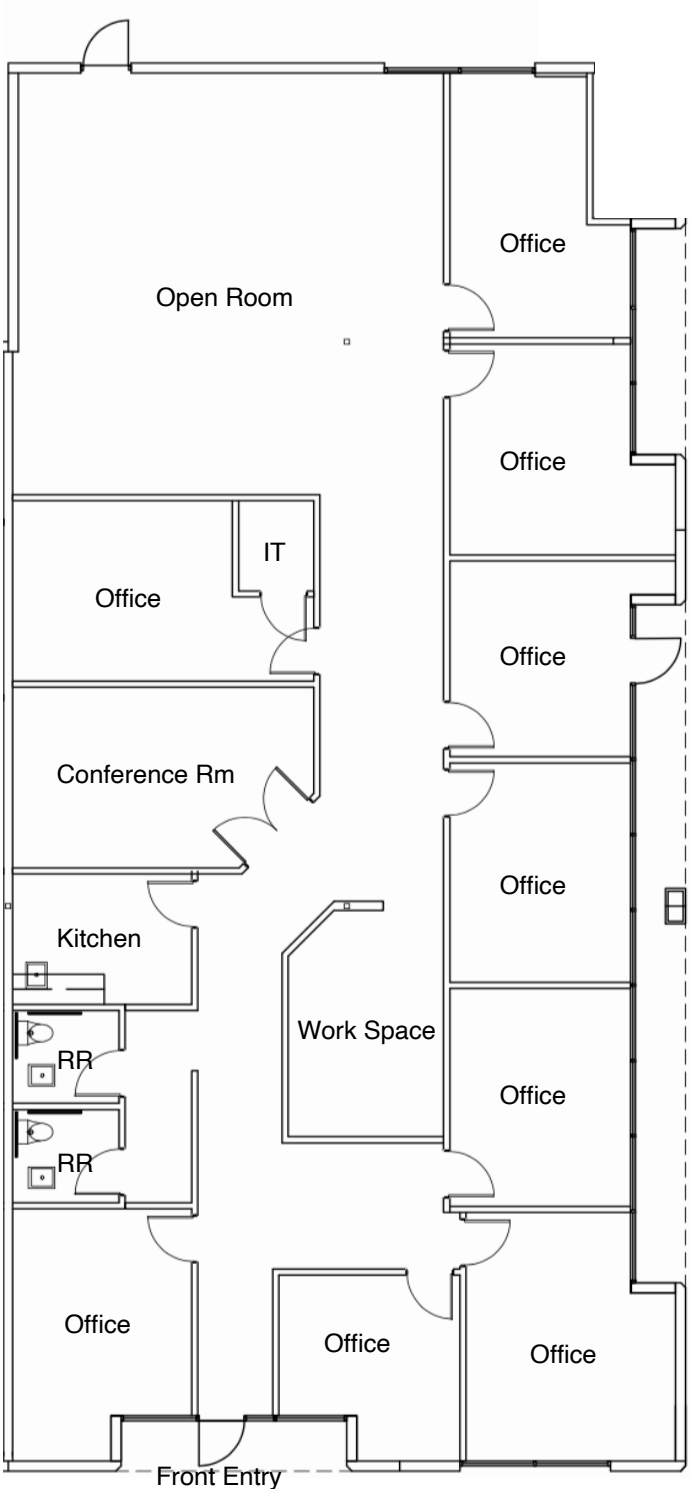 Office
Open Room
Office
IT
Office
Office
Conference Rm
Office
Kitchen
Work Space
RR
Office
RR
Office
Office
Office
Front Entry